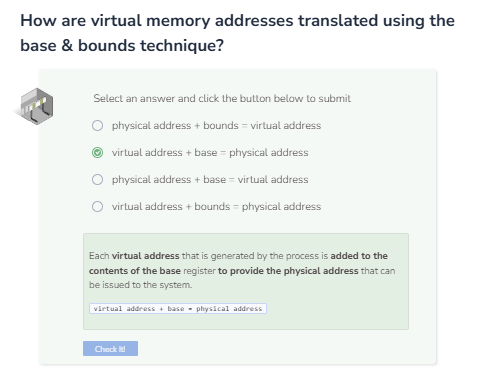 How are virtual memory addresses translated using the
base & bounds technique?
Select an answer and click the button below to submit
physical address + bounds = virtual address
virtual address + base = physical address
physical address + base = virtual address
virtual address + bounds = physical address
Each virtual address that is generated by the process is added to the
contents of the base register to provide the physical address that can
be issued to the system.
virtual address + base = physical address
Check It!